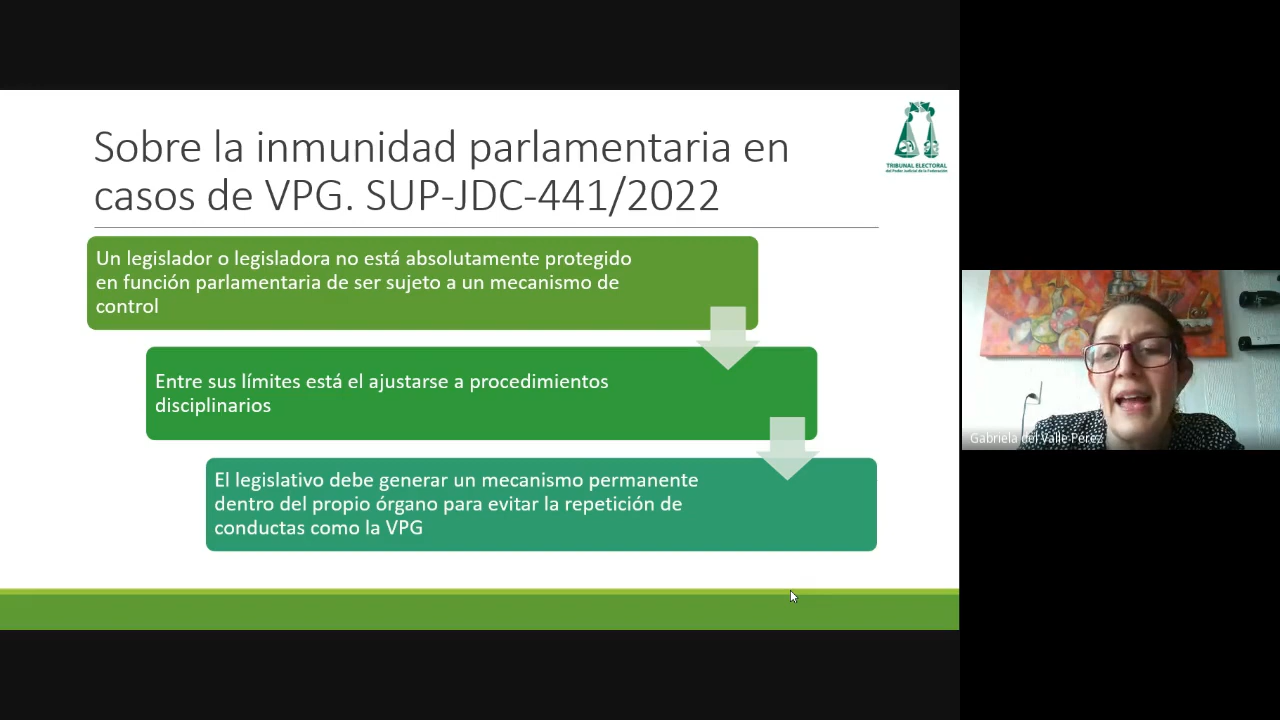 Sobre la inmunidad parlamentaria en
casos de VPG. SUP-JDC-441/2022
TRIBUNAL ELECTORAL
del Poder Judicial de la Federación
Un legislador o legisladora no está absolutamente protegido
en función parlamentaria de ser sujeto a un mecanismo de
control
Entre sus límites está el ajustarse a procedimientos
disciplinarios
El legislativo debe generar un mecanismo permanente
dentro del propio órgano para evitar la repetición de
conductas como la VPG
Gabriela del Valle Pérez